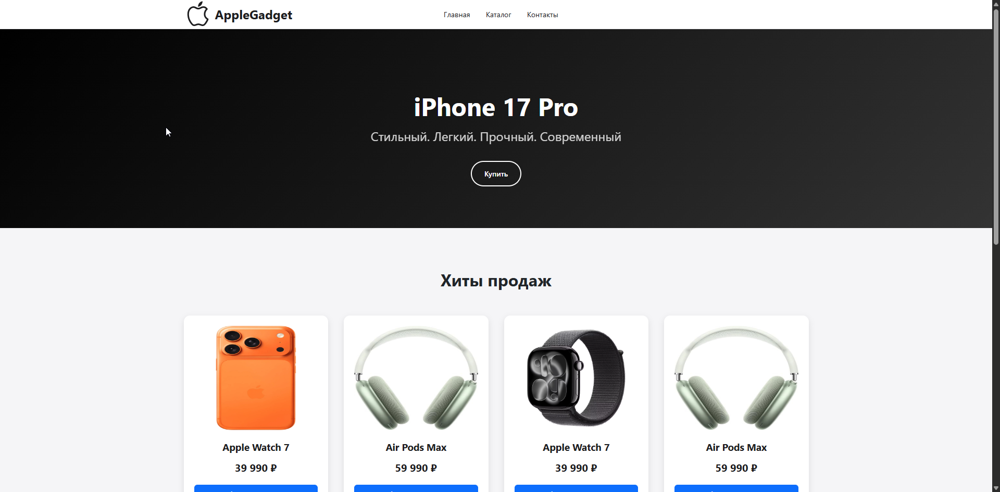 AppleGadget
Главная Каталог Контакты
iPhone 17 Pro
Стильный. Легкий. Прочный. Современный
Купить
Хиты продаж
Apple Watch 7
39 990 ₽
Air Pods Max
59 990 ₽
Apple Watch 7
39 990 ₽
Air Pods Max
59 990 ₽